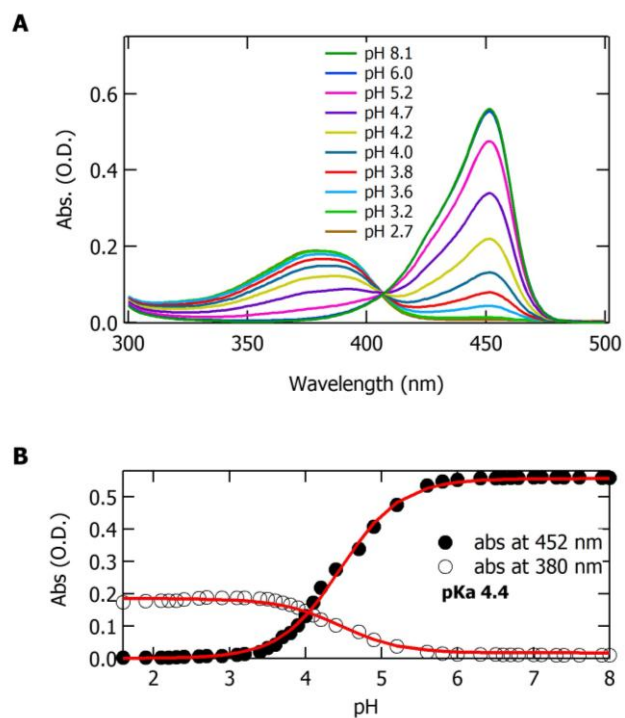 A
pH 8.1
pH 6.0
pH 5.2
pH 4.7
pH 4.2
pH 4.0
pH 3.8
pH 3.6
pH 3.2
pH 2.7
Abs. (O.D.)
0.6
0.4
0.2
0.0
300
350
400
450
500
Wavelength (nm)
B
Abs (O.D.)
0.5
0.4
0.3
0.2
0.1
0.0
abs at 452 nm
abs at 380 nm
pKa 4.4
2
3
4
5
6
7
8
pH